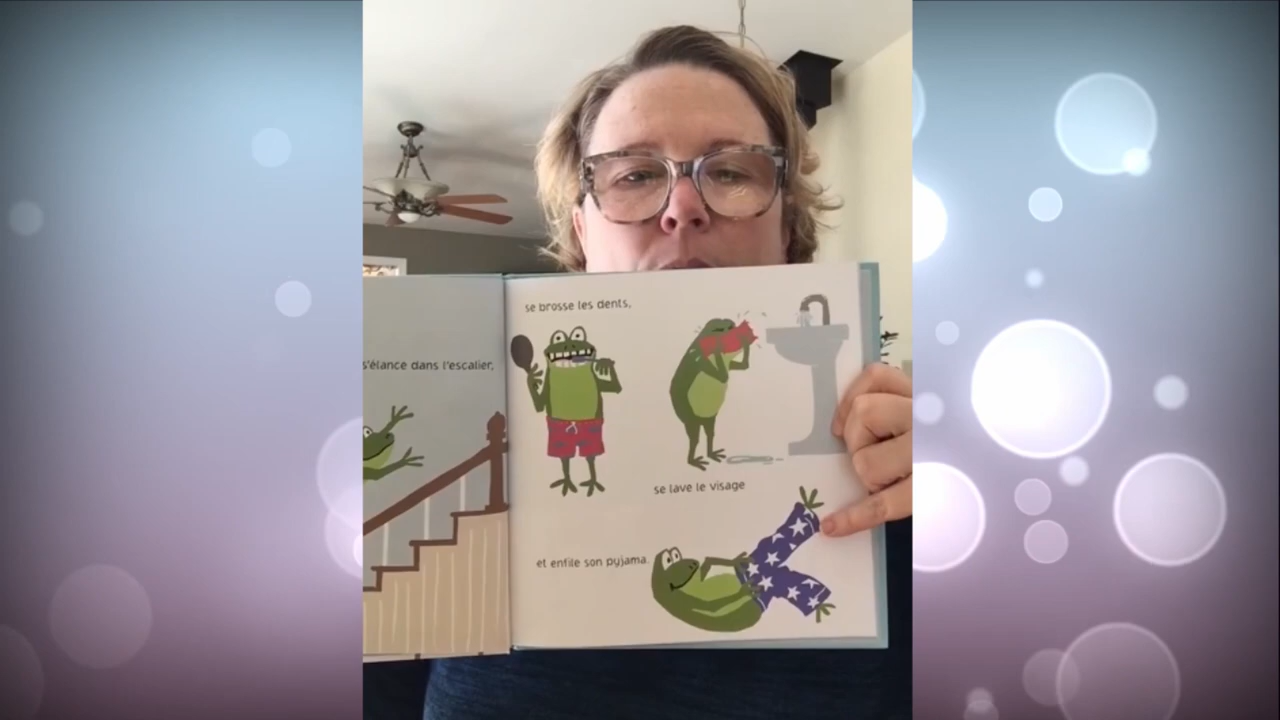 s'élance dans l'escalier,
se brosse les dents,
se lave le visage
et enfile son pyjama.